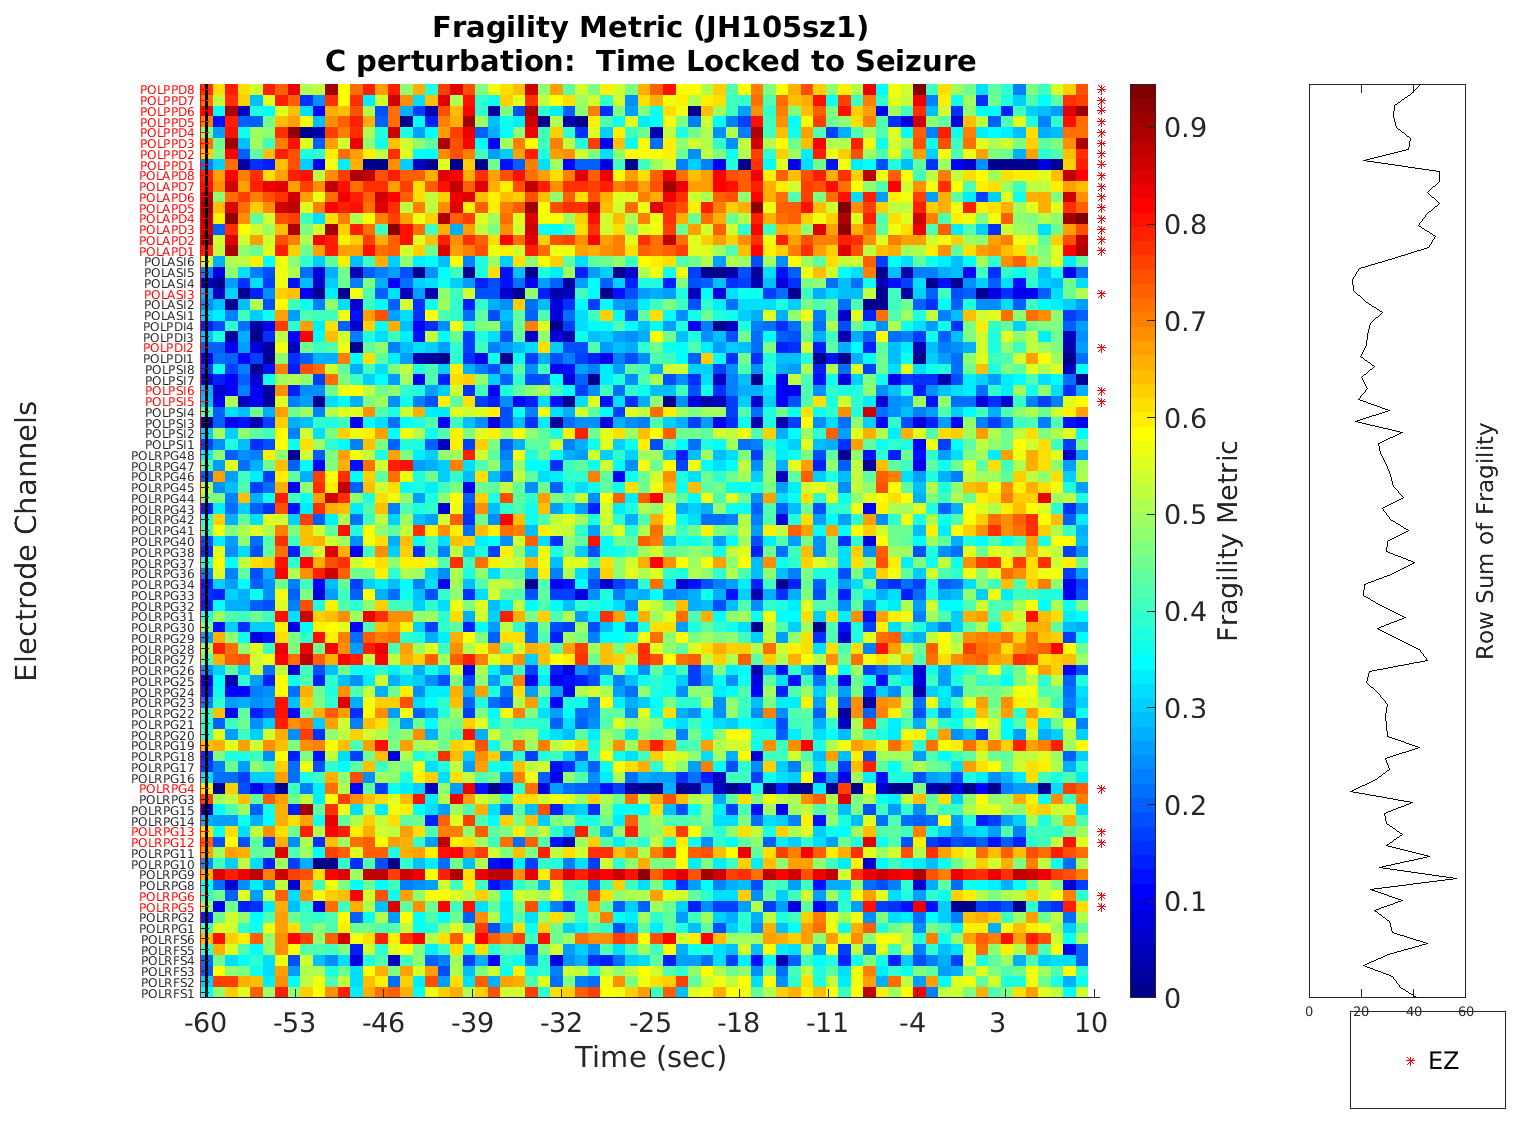 Fragility Metric (JH105sz1)
C perturbation:  Time Locked to Seizure
Electrode Channels
POLPPD8
POLPPD7
POLPPD6
POLPPD5
POLPPD4
POLPPD3
POLPPD2
POLPPD1
POLAPD8
POLAPD7
POLAPD6
POLAPD5
POLAPD4
POLAPD3
POLAPD2
POLAPD1
POLASI6
POLASI5
POLASI4
POLASI3
POLASI2
POLASI1
POLPDI4
POLPDI3
POLPDI2
POLPDI1
POLPSI8
POLPSI7
POLPSI6
POLPSI5
POLPSI4
POLPSI3
POLPSI2
POLPSI1
POLRPG48
POLRPG47
POLRPG46
POLRPG45
POLRPG44
POLRPG43
POLRPG42
POLRPG41
POLRPG40
POLRPG38
POLRPG37
POLRPG36
POLRPG34
POLRPG33
POLRPG32
POLRPG31
POLRPG30
POLRPG29
POLRPG28
POLRPG27
POLRPG26
POLRPG25
POLRPG24
POLRPG23
POLRPG22
POLRPG21
POLRPG20
POLRPG19
POLRPG18
POLRPG17
POLRPG16
POLRPG4
POLRPG3
POLRPG15
POLRPG14
POLRPG13
POLRPG12
POLRPG11
POLRPG10
POLRPG9
POLRPG8
POLRPG6
POLRPG5
POLRPG2
POLRPG1
POLRFS6
POLRFS5
POLRFS4
POLRFS3
POLRFS2
POLRFS1
-60 -53 -46 -39 -32 -25 -18 -11 -4 3 10
Time (sec)
0.9
0.8
0.7
0.6
0.5
0.4
0.3
0.2
0.1
0
Fragility Metric
0 20 40 60
Row Sum of Fragility
EZ